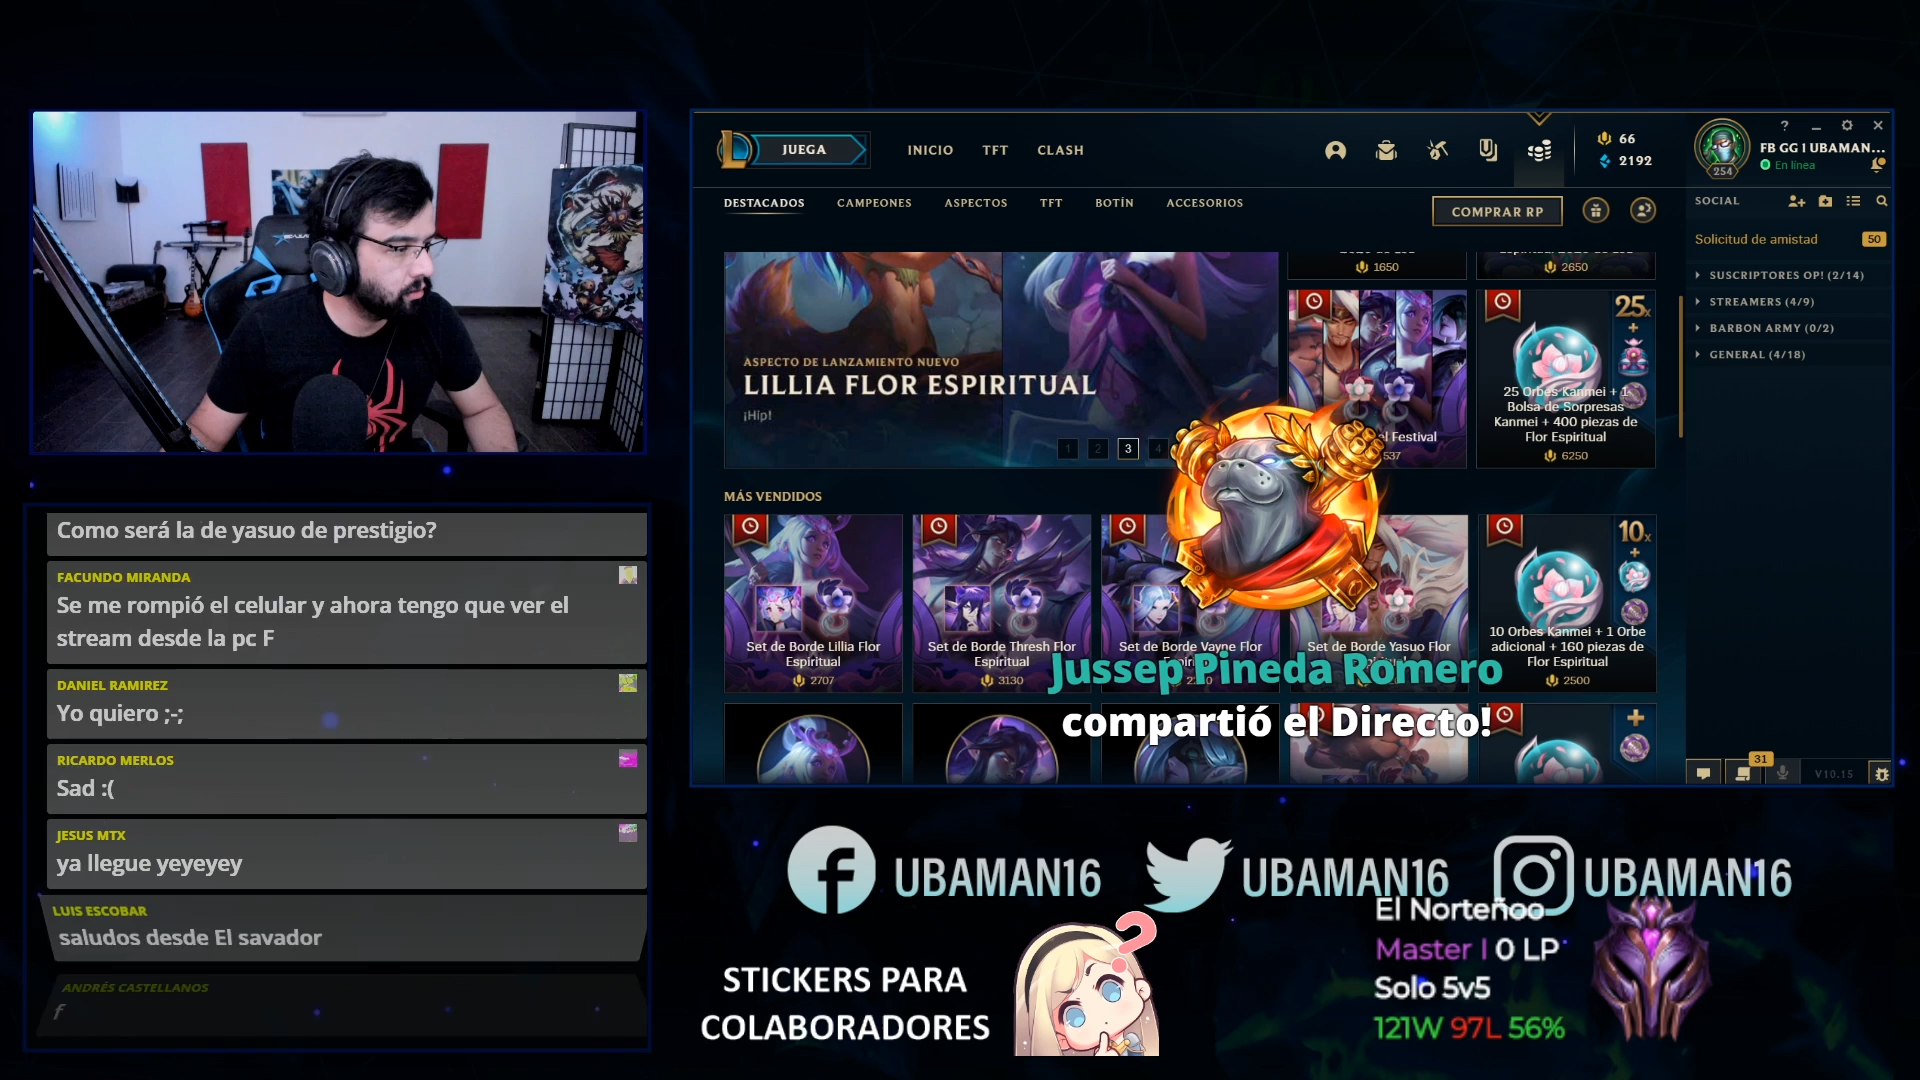 Como será la de yasuo de prestigio?
FACUNDO MIRANDA
Se me rompió el celular y ahora tengo que ver el
stream desde la pc F
DANIEL RAMIREZ
Yo quiero ;-;
RICARDO MERLOS
Sad :(
JESUS MTX
ya llegue yeyeyey
LUIS ESCOBAR
saludos desde El savador
ANDRÉS CASTELLANOS
f
JUEGA
INICIO
TFT
CLASH
66
2192
254
FB GG I UBAMAN...
En línea
DESTACADOS
CAMPEONES
ASPECTOS
TFT
BOTÍN
ACCESORIOS
COMPRAR RP
SOCIAL
Solicitud de amistad
50
SUSCRIPTORES OP! (2/14)
STREAMERS (4/9)
BARBON ARMY (0/2)
GENERAL (4/18)
1650
2650
ASPECTO DE LANZAMIENTO NUEVO
LILLIA FLOR ESPIRITUAL
¡Hip!
1 2 3 4
el Festival
537
25x
+
25 Orbes Kanmei + 1
Bolsa de Sorpresas
Kanmei + 400 piezas de
Flor Espiritual
6250
MÁS VENDIDOS
Set de Borde Lillia Flor
Espiritual
2707
Set de Borde Thresh Flor
Espiritual
3130
Set de Borde Vayne Flor
Set de Borde Yasuo Flor
10x
+
10 Orbes Kanmei + 1 Orbe
adicional + 160 piezas de
Flor Espiritual
2500
+
Jussep Pineda Romero
compartió el Directo!
31
V10.15
UBAMAN16
UBAMAN16
UBAMAN16
STICKERS PARA
COLABORADORES
?
El Norteñoo
Master I 0 LP
Solo 5v5
121W 97L 56%